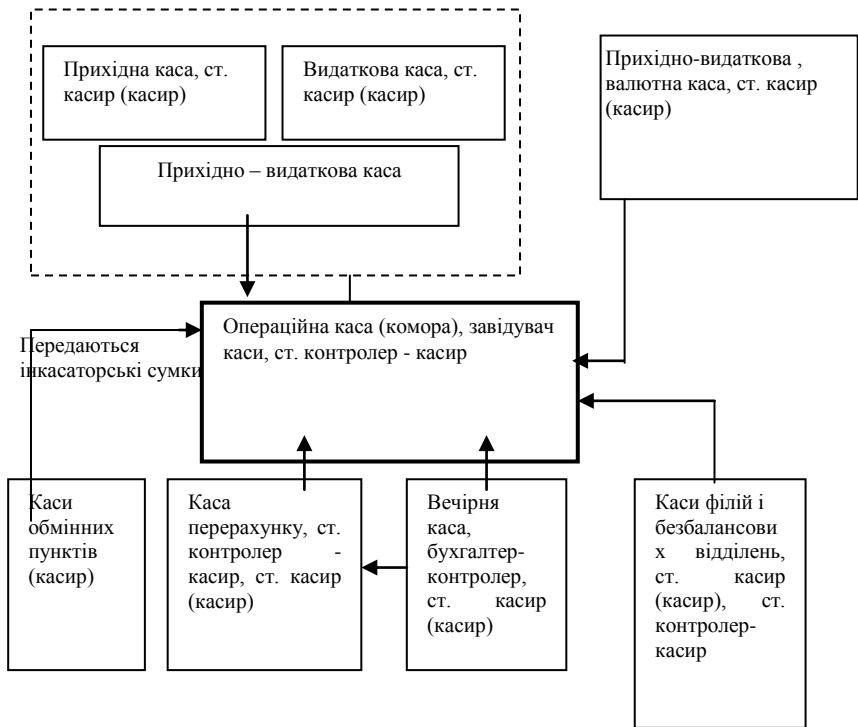 Прихідна каса, ст.
касир (касир)
Видаткова каса, ст.
касир (касир)
Прихідно – видаткова каса
Прихідно-видаткова ,
валютна каса, ст. касир
(касир)
Операційна каса (комора), завідувач
каси, ст. контролер - касир
Передаються
інкасаторські сумки
Каси
обмінних
пунктів
(касир)
Каса
перерахунку, ст.
контролер -
касир, ст. касир
(касир)
Вечірня
каса,
бухгалтер-
контролер,
ст. касир
(касир)
Каси філій і
безбалансови
х відділень,
ст. касир
(касир), ст.
контролер-
касир